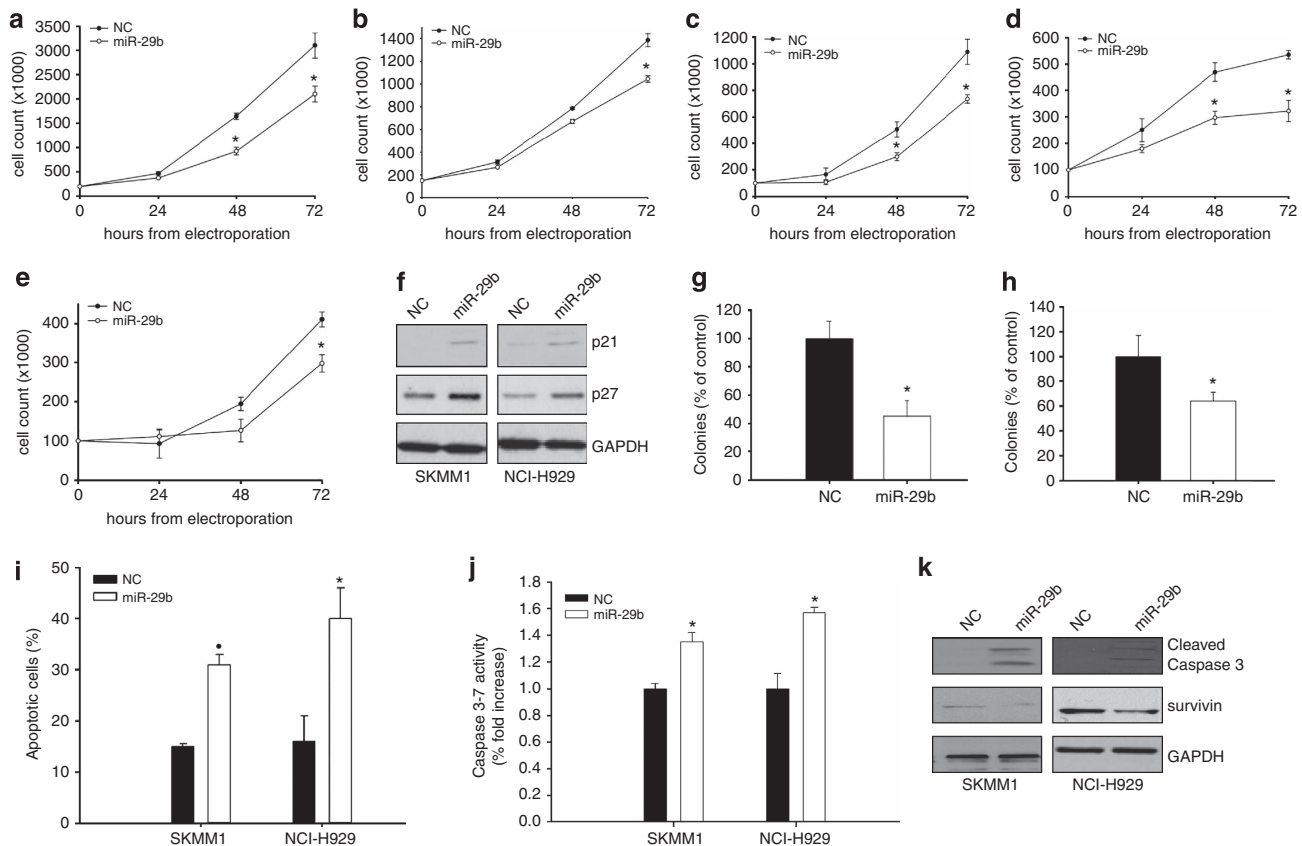 a
NC
miR-29b
cell count (x1000)
3500
3000
2500
2000
1500
1000
500
0
*
*
0 24 48 72
hours from electroporation
b
NC
miR-29b
cell count (x1000)
1400
1200
1000
800
600
400
200
0
*
0 24 48 72
hours from electroporation
c
NC
miR-29b
cell count (x1000)
1200
1000
800
600
400
200
0
*
*
0 24 48 72
hours from electroporation
d
NC
miR-29b
cell count (x1000)
600
500
400
300
200
100
0
*
*
0 24 48 72
hours from electroporation
e
NC
miR-29b
cell count (x1000)
400
300
200
100
0
*
0 24 48 72
hours from electroporation
f
NC miR-29b NC miR-29b
p21
p27
GAPDH
SKMM1 NCI-H929
g
Colonies (% of control)
120
100
80
60
40
20
0
*
NC miR-29b
h
Colonies (% of control)
140
120
100
80
60
40
20
0
*
NC miR-29b
i
NC
miR-29b
Apoptotic cells (%)
50
40
30
20
10
0
*
SKMM1 NCI-H929
j
NC
miR-29b
Caspase 3-7 activity
(% fold increase)
1.8
1.6
1.4
1.2
1.0
0.8
0.6
0.4
0.2
0.0
*
*
SKMM1 NCI-H929
k
NC miR-29b NC miR-29b
Cleaved
Caspase 3
survivin
GAPDH
SKMM1 NCI-H929